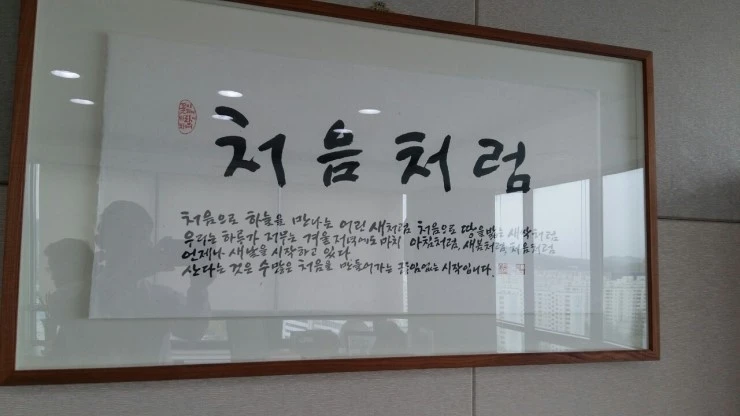 처음처럼
처음으로 하늘을 만나는 어린 새처럼, 처음으로 땅을 밟는 새싹처럼
우리는 하루가 저무는 겨울저녁에도 마치 아침처럼, 새봄처럼, 처음처럼
언제나 새날을 시작하고 있다.
산다는 것은 수많은 처음을 만들어가는 끊임없는 시작입니다.